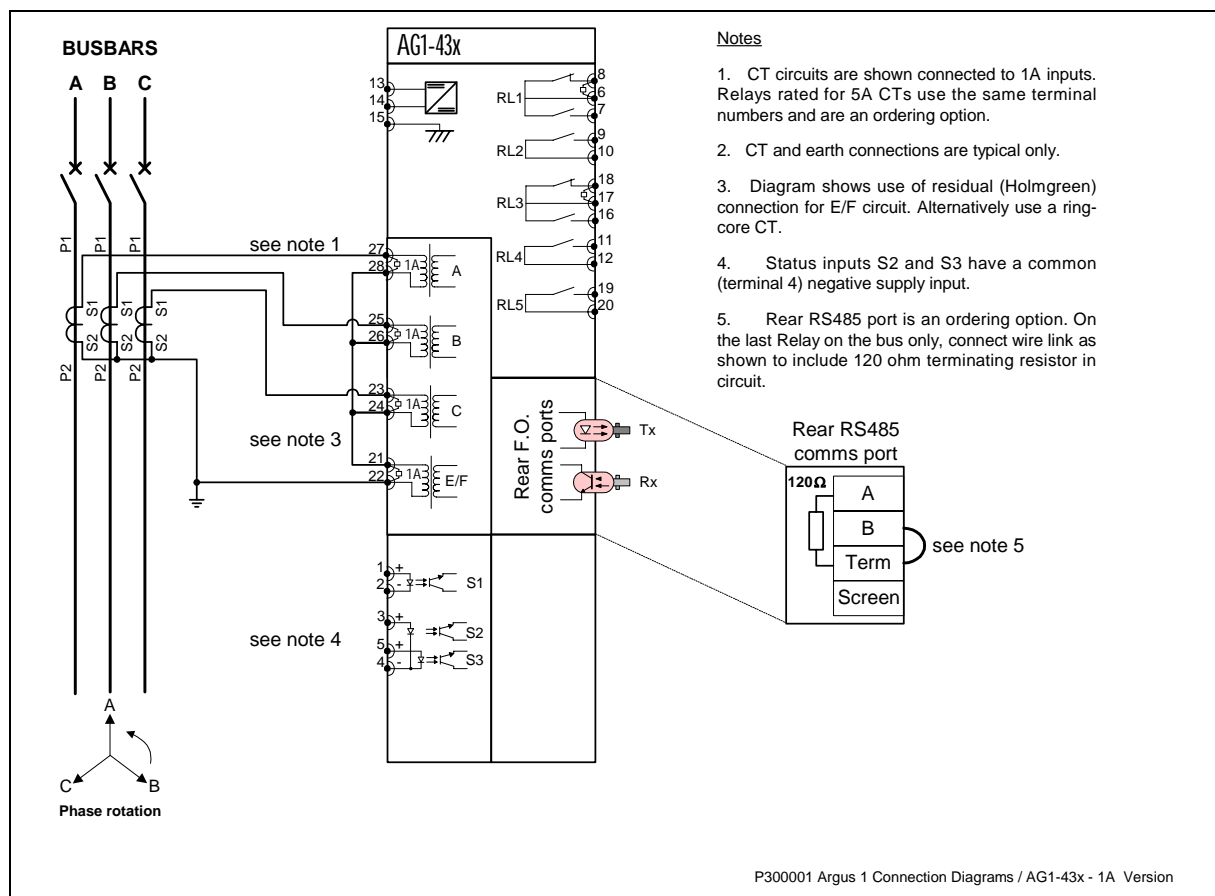 BUSBARS
A B C
P1 P1 P1
S1 S1 S1
S2 S2 S2
P2 P2 P2
see note 1
see note 3
see note 4
A
C
B
Phase rotation
AG1-43x
13
14
15
27
28
1A
A
25
26
1A
B
23
24
1A
C
21
22
1A
E/F
1 +
2 -
S1
3 +
S2
5 +
4 -
S3
RL1
8
6
7
RL2
9
10
RL3
18
17
16
RL4
11
12
RL5
19
20
Rear F.O.
comms ports
Tx
Rx
Notes
1. CT circuits are shown connected to 1A inputs.
Relays rated for 5A CTs use the same terminal
numbers and are an ordering option.
2. CT and earth connections are typical only.
3. Diagram shows use of residual (Holmgreen)
connection for E/F circuit. Alternatively use a ring-
core CT.
4. Status inputs S2 and S3 have a common
(terminal 4) negative supply input.
5. Rear RS485 port is an ordering option. On
the last Relay on the bus only, connect wire link as
shown to include 120 ohm terminating resistor in
circuit.
Rear RS485
comms port
120Ω
A
B
Term
Screen
see note 5
P300001 Argus 1 Connection Diagrams / AG1-43x - 1A Version